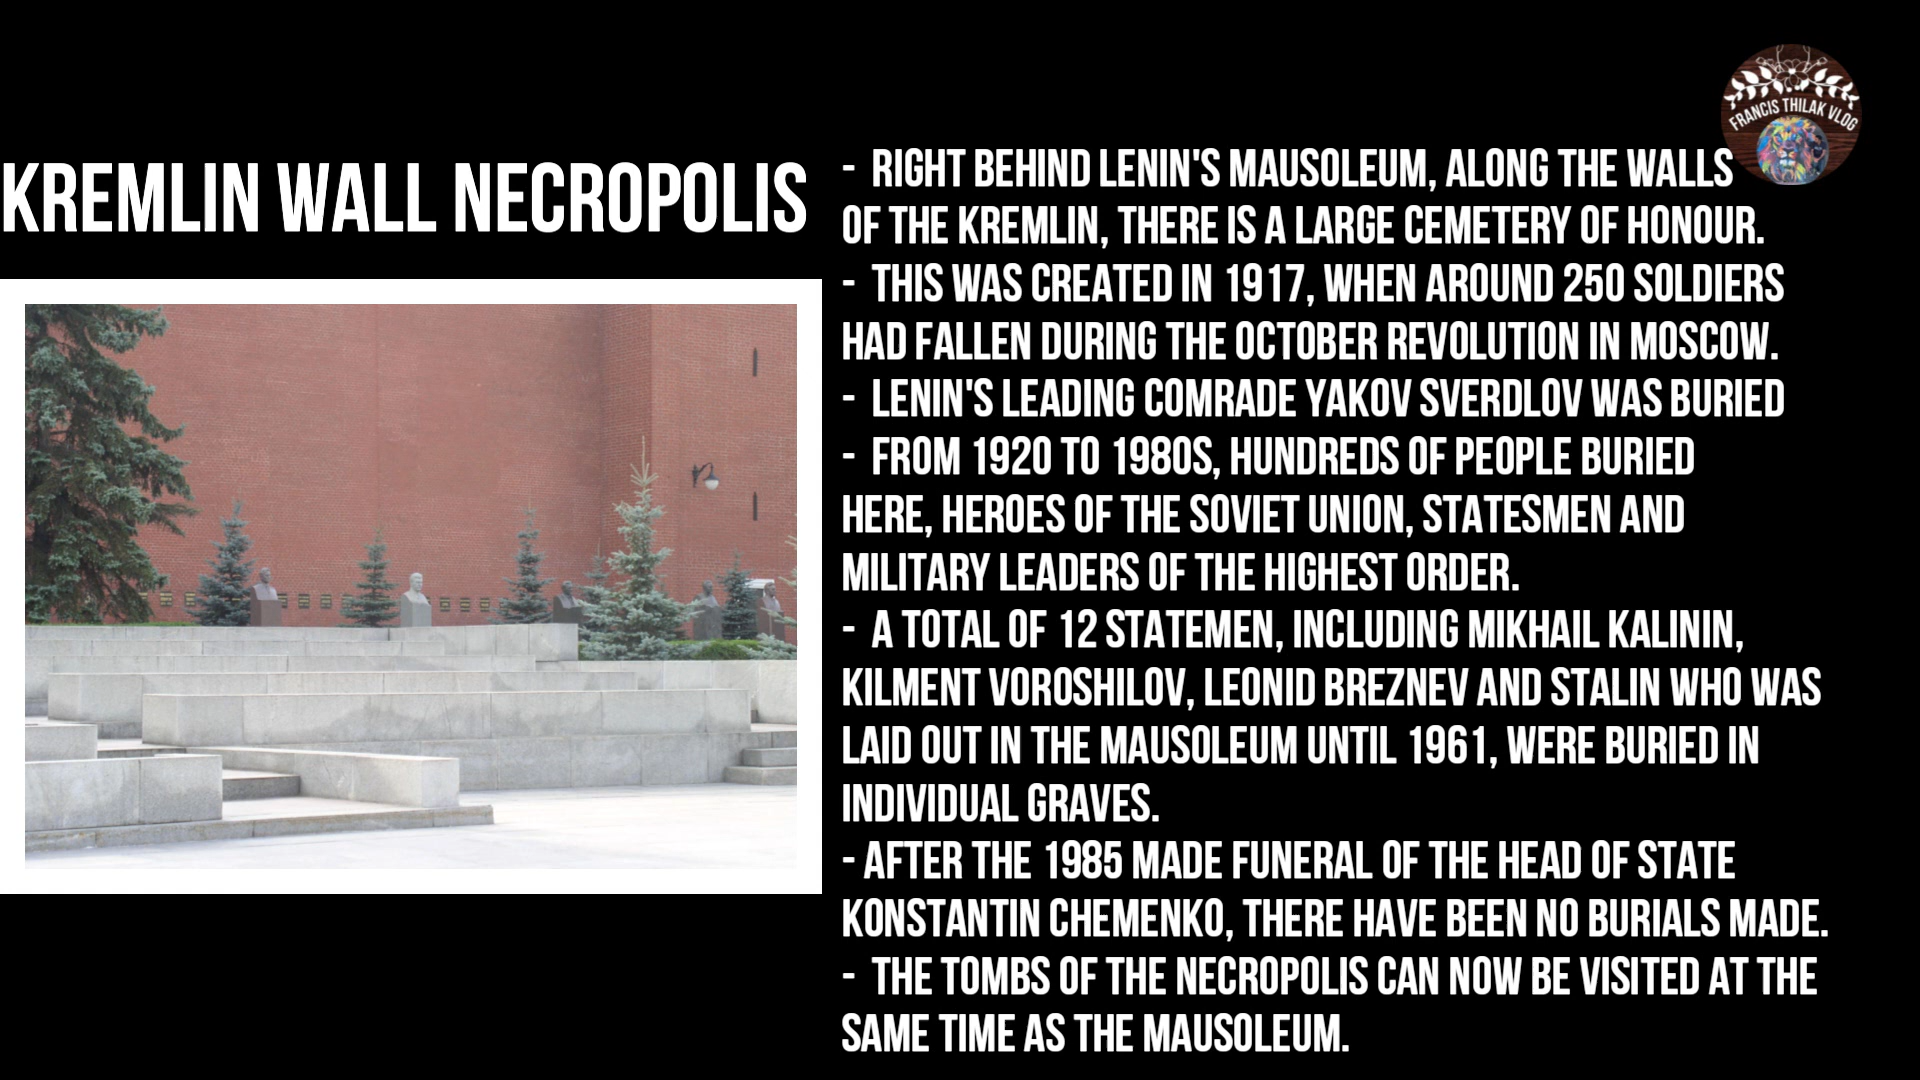 FRANCIS THILAK VLOG
KREMLIN WALL NECROPOLIS
- RIGHT BEHIND LENIN'S MAUSOLEUM, ALONG THE WALLS
OF THE KREMLIN, THERE IS A LARGE CEMETERY OF HONOUR.
- THIS WAS CREATED IN 1917, WHEN AROUND 250 SOLDIERS
HAD FALLEN DURING THE OCTOBER REVOLUTION IN MOSCOW.
- LENIN'S LEADING COMRADE YAKOV SVERDLOV WAS BURIED
- FROM 1920 TO 1980S, HUNDREDS OF PEOPLE BURIED
HERE, HEROES OF THE SOVIET UNION, STATESMEN AND
MILITARY LEADERS OF THE HIGHEST ORDER.
- A TOTAL OF 12 STATEMEN, INCLUDING MIKHAIL KALININ,
KILMENT VOROSHILOV, LEONID BREZNEV AND STALIN WHO WAS
LAID OUT IN THE MAUSOLEUM UNTIL 1961, WERE BURIED IN
INDIVIDUAL GRAVES.
- AFTER THE 1985 MADE FUNERAL OF THE HEAD OF STATE
KONSTANTIN CHEMENKO, THERE HAVE BEEN NO BURIALS MADE.
- THE TOMBS OF THE NECROPOLIS CAN NOW BE VISITED AT THE
SAME TIME AS THE MAUSOLEUM.